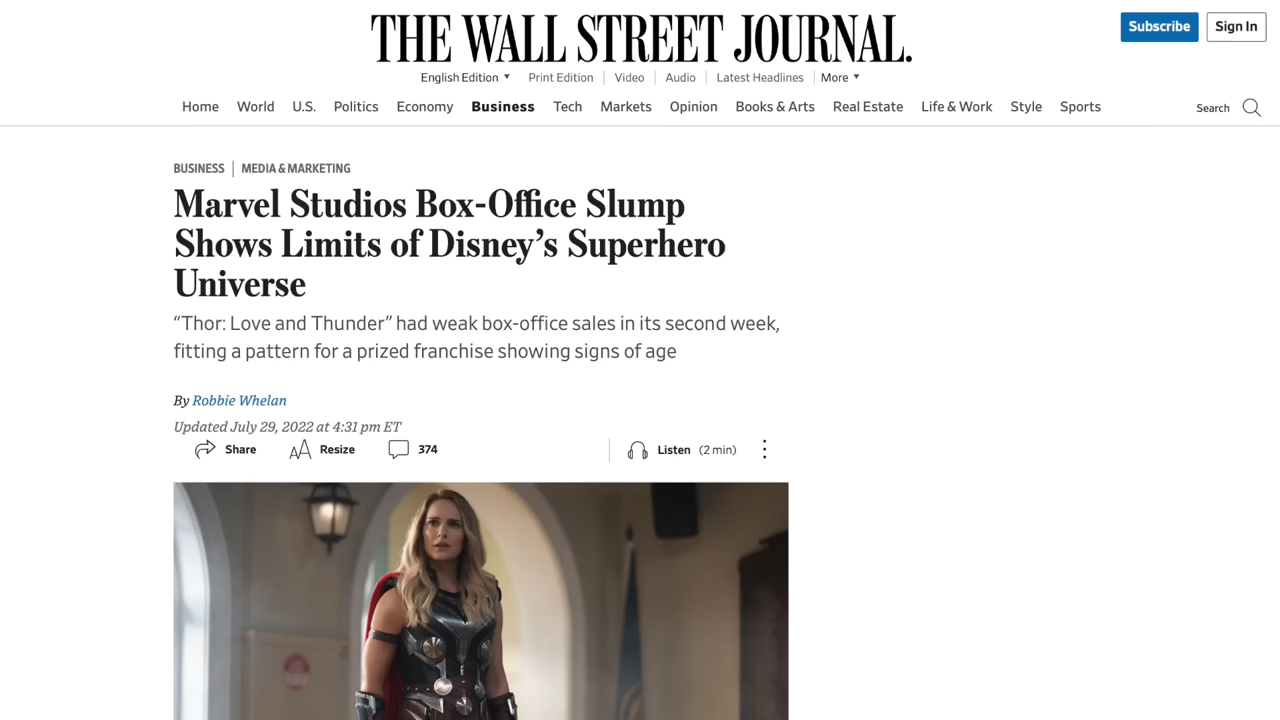 THE WALL STREET JOURNAL.
Subscribe
Sign In
English Edition ▼ Print Edition | Video | Audio | Latest Headlines | More ▼
Home World U.S. Politics Economy Business Tech Markets Opinion Books & Arts Real Estate Life & Work Style Sports
Search
BUSINESS | MEDIA & MARKETING
Marvel Studios Box-Office Slump
Shows Limits of Disney’s Superhero
Universe
“Thor: Love and Thunder” had weak box-office sales in its second week,
fitting a pattern for a prized franchise showing signs of age
By Robbie Whelan
Updated July 29, 2022 at 4:31 pm ET
Share Resize 374
Listen (2 min)